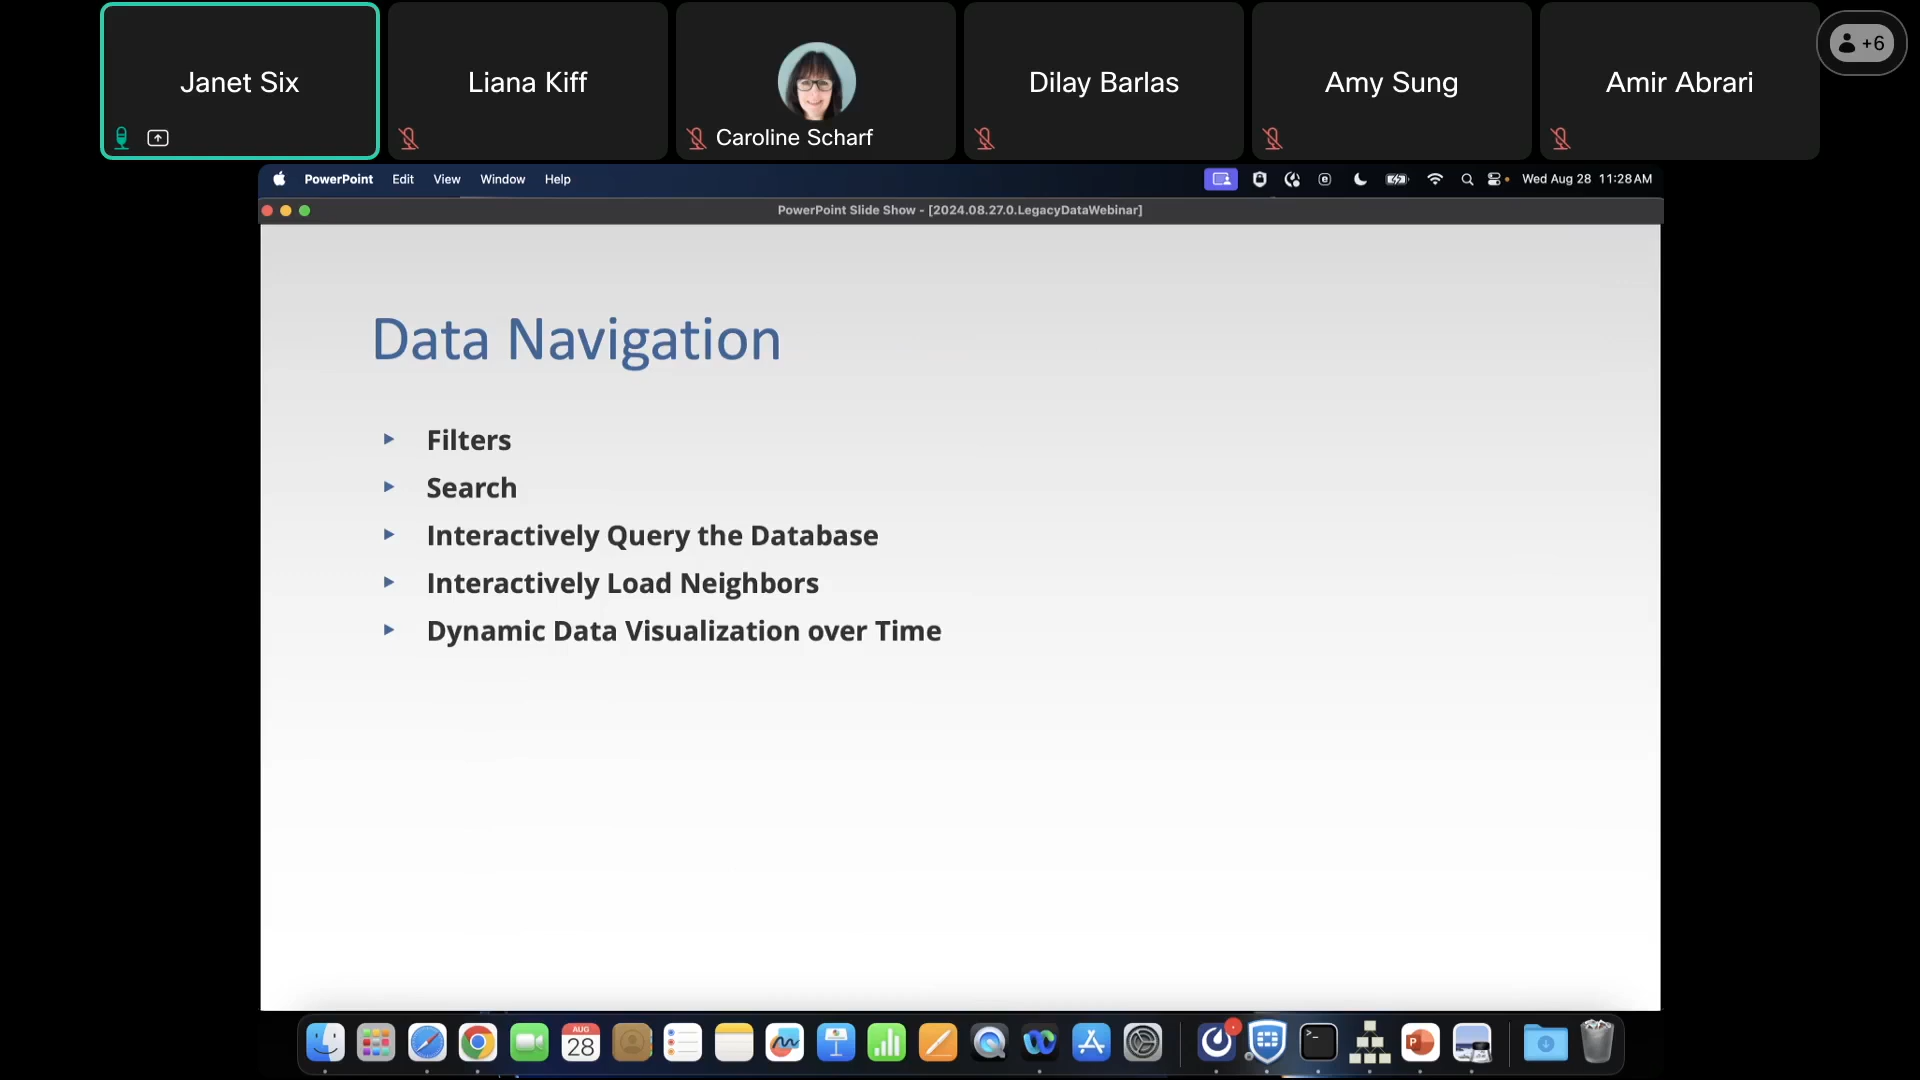 Janet Six
Liana Kiff
Caroline Scharf
Dilay Barlas
Amy Sung
Amir Abrari
+6
PowerPoint Edit View Window Help
Wed Aug 28 11:28 AM
PowerPoint Slide Show - [2024.08.27.0.LegacyDataWebinar]
Data Navigation
Filters
Search
Interactively Query the Database
Interactively Load Neighbors
Dynamic Data Visualization over Time
AUG
28